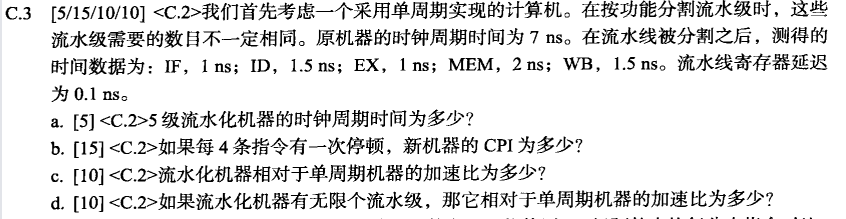 C.3 [5/15/10/10] <C.2>我们首先考虑一个采用单周期实现的计算机。在按功能分割流水级时，这些
流水级需要的数目不一定相同。原机器的时钟周期时间为 7 ns。在流水线被分割之后，测得的
时间数据为：IF，1 ns；ID，1.5 ns；EX，1 ns；MEM，2 ns；WB，1.5 ns。流水线寄存器延迟
为 0.1 ns。
a. [5] <C.2>5 级流水化机器的时钟周期时间为多少？
b. [15] <C.2>如果每 4 条指令有一次停顿，新机器的 CPI 为多少？
c. [10] <C.2>流水化机器相对于单周期机器的加速比为多少？
d. [10] <C.2>如果流水化机器有无限个流水级，那它相对于单周期机器的加速比为多少？